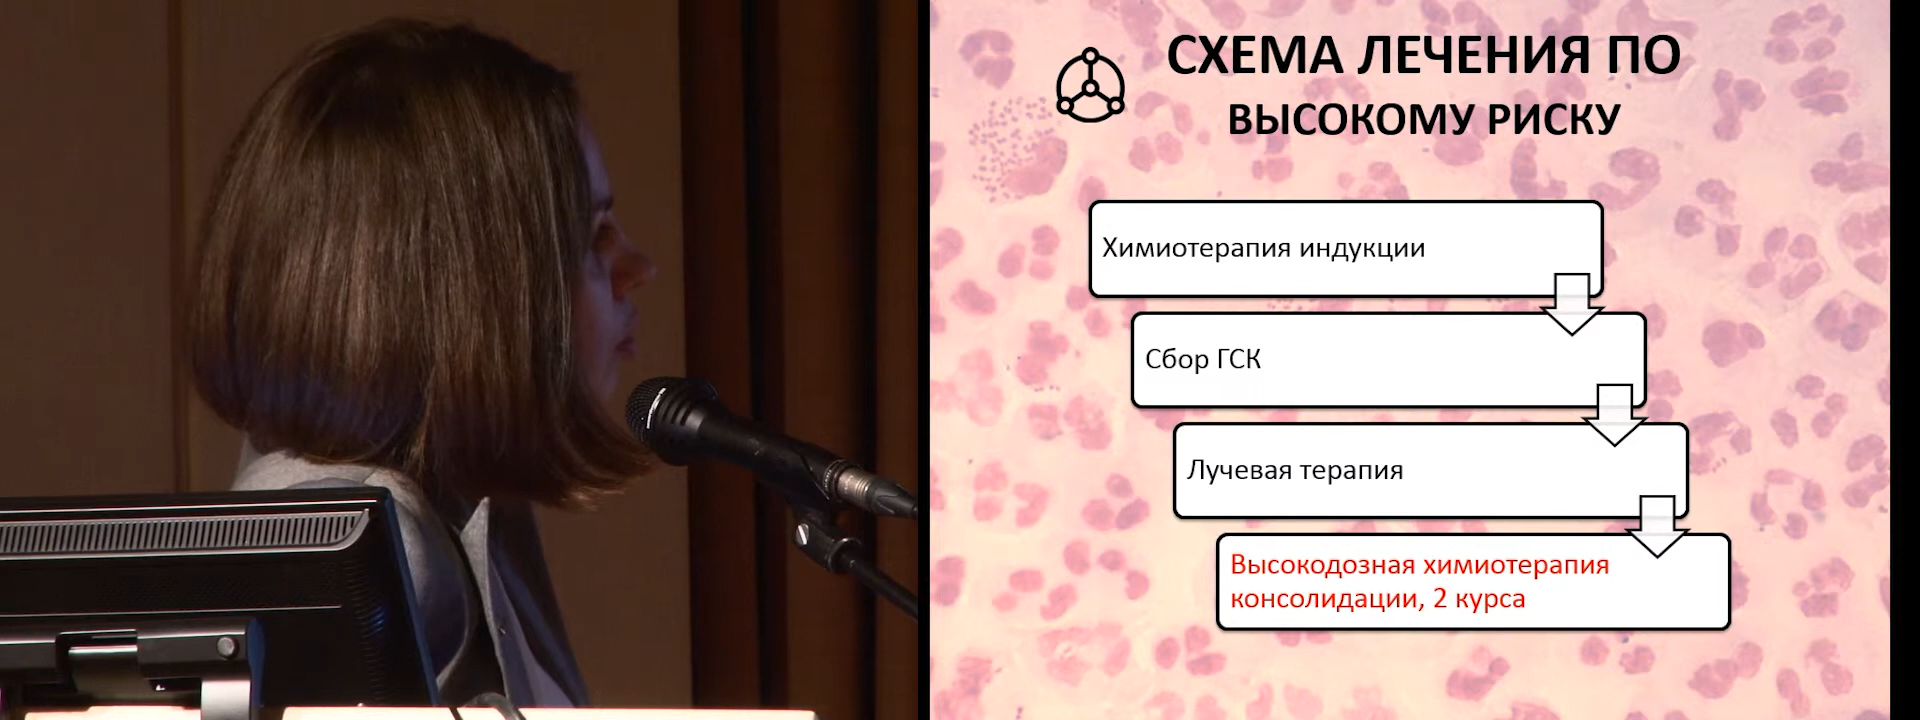 СХЕМА ЛЕЧЕНИЯ ПО
ВЫСОКОМУ РИСКУ
Химиотерапия индукции
Сбор ГСК
Лучевая терапия
Высокодозная химиотерапия
консолидации, 2 курса